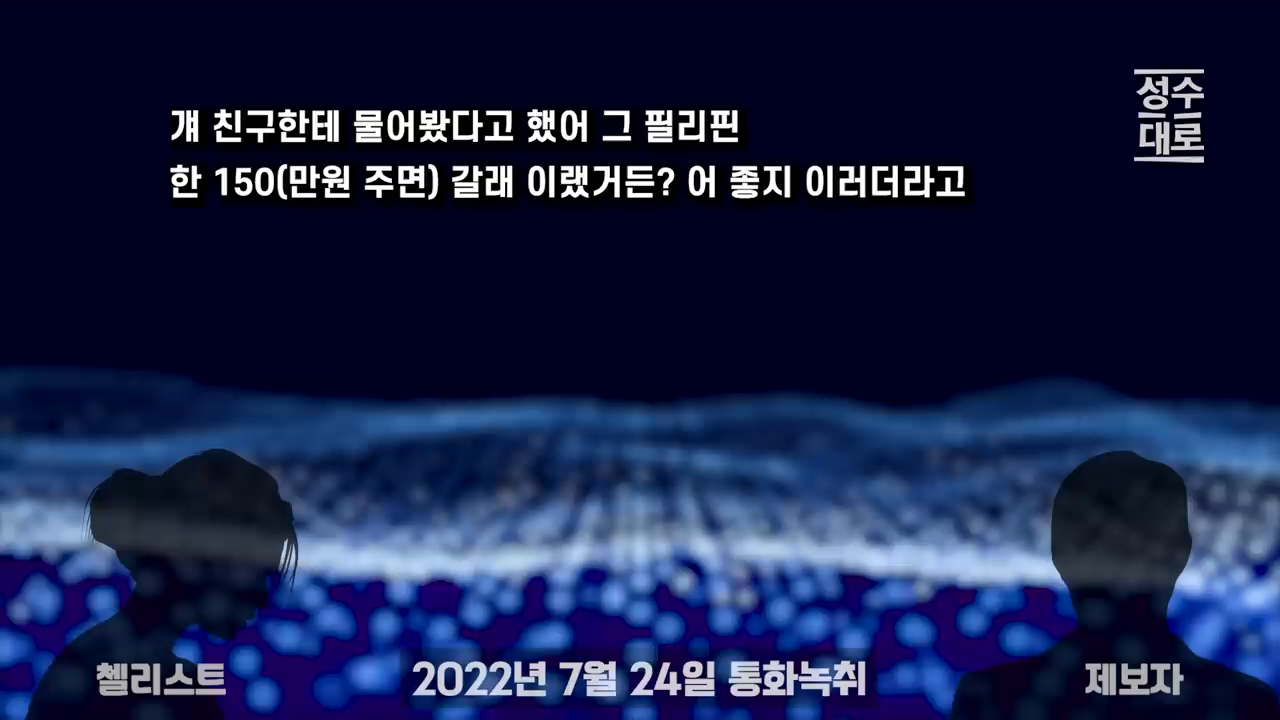 걔 친구한테 물어봤다고 했어 그 필리핀
한 150(만원 주면) 갈래 이랬거든? 어 좋지 이러더라고
성수
대로
첼리스트
2022년 7월 24일 통화녹취
제보자